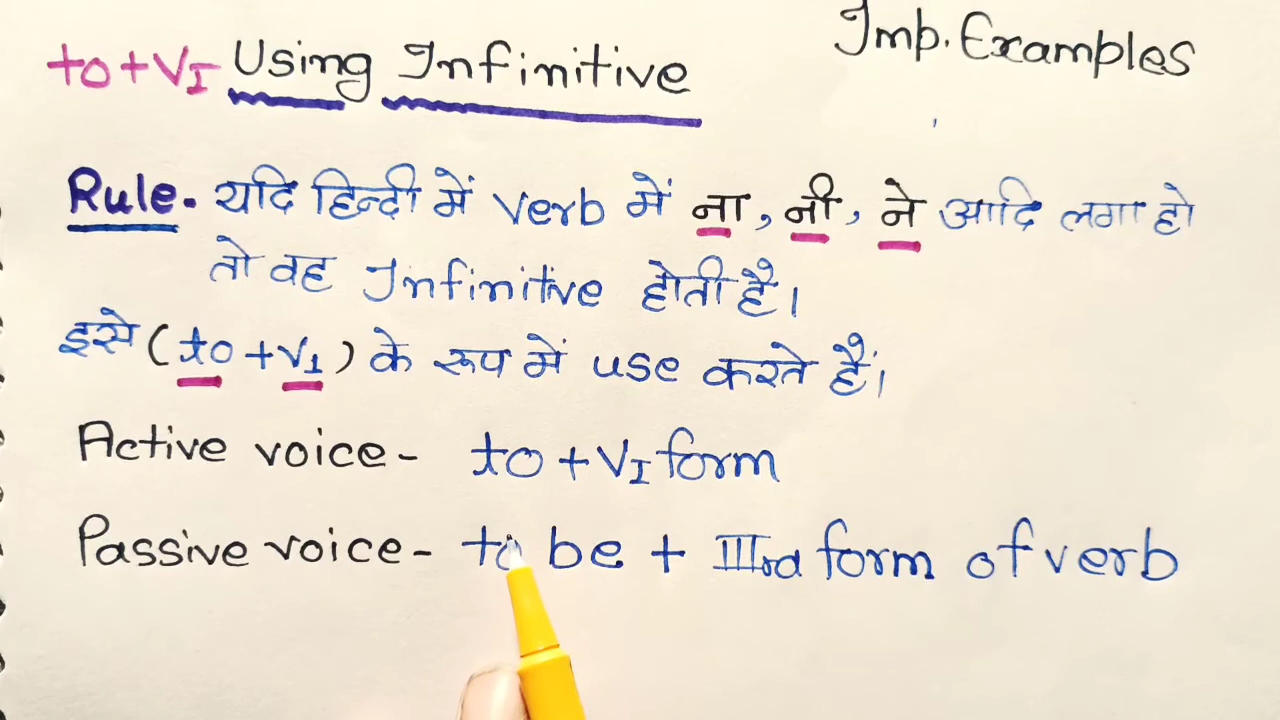 to+VI Using Infinitive
Imp. Examples
Rule. यदि हिन्दी में verb में ना, नी, ने आदि लगा हो
तो वह Infinitive होती है।
इसे (to+V1) के रूप में use करते हैं।
Active voice- to+VI form
Passive voice- to be + IIIrd form of verb